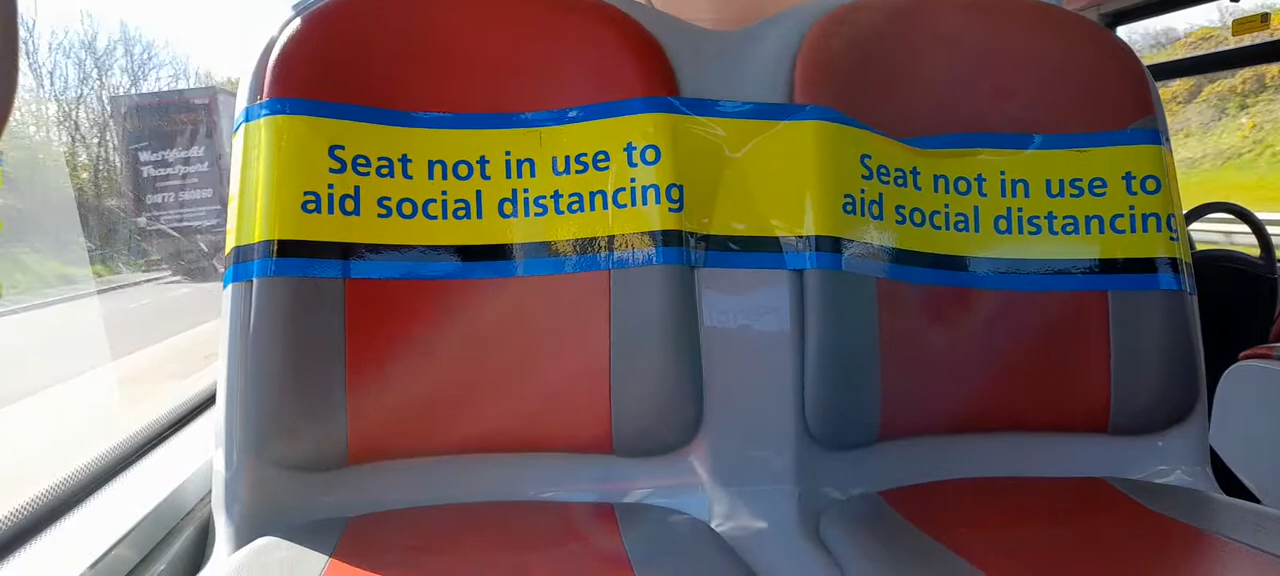 Seat not in use to
aid social distancing
Seat not in use to
aid social distancing
Westfield
Transport
01872 560860